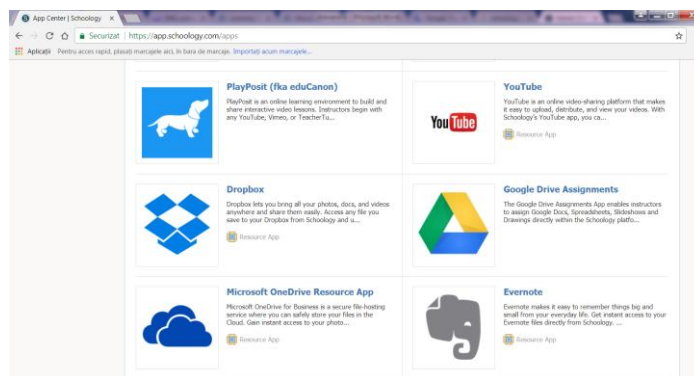 App Center | Schoology
Securizat | https://app.schoology.com/apps
Aplicații Pentru acces rapid, plasați marcajele aici, în bara de marcaje. Importați acum marcajele...
PlayPosit (fka eduCanon)
PlayPosit is an online learning environment to build and
share interactive video lessons. Instructors begin with
any YouTube, Vimeo, or TeacherTu...
YouTube
YouTube
YouTube is an online video-sharing platform that makes
it easy to upload, distribute, and view your videos. With
Schoology's YouTube app, you ca...
Resource App
Dropbox
Dropbox lets you bring all your photos, docs, and videos
anywhere and share them easily. Access any file you
save to your Dropbox from Schoology and u...
Resource App
Google Drive Assignments
The Google Drive Assignments App enables instructors
to assign Google Docs, Spreadsheets, Slideshows and
Drawings directly within the Schoology platfo...
Microsoft OneDrive Resource App
Microsoft OneDrive for Business is a secure file-hosting
service where you can safely store your files in the
Cloud. Gain instant access to your photo...
Resource App
Evernote
Evernote makes it easy to remember things big and
small from your everyday life. Get instant access to your
Evernote files directly from Schoology. ...
Resource App